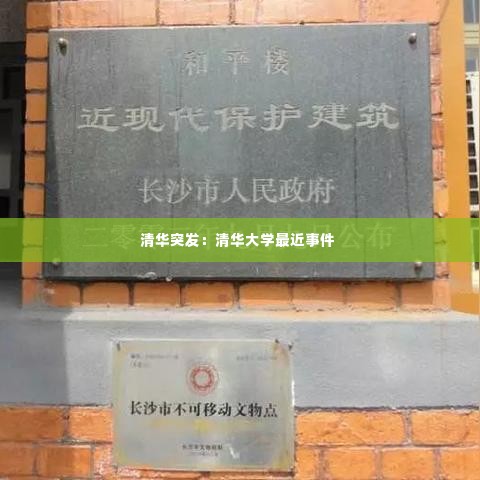 和平楼
近现代保护建筑
长沙市人民政府
二零
公布
清华突发：清华大学最近事件
长沙市不可移动文物点